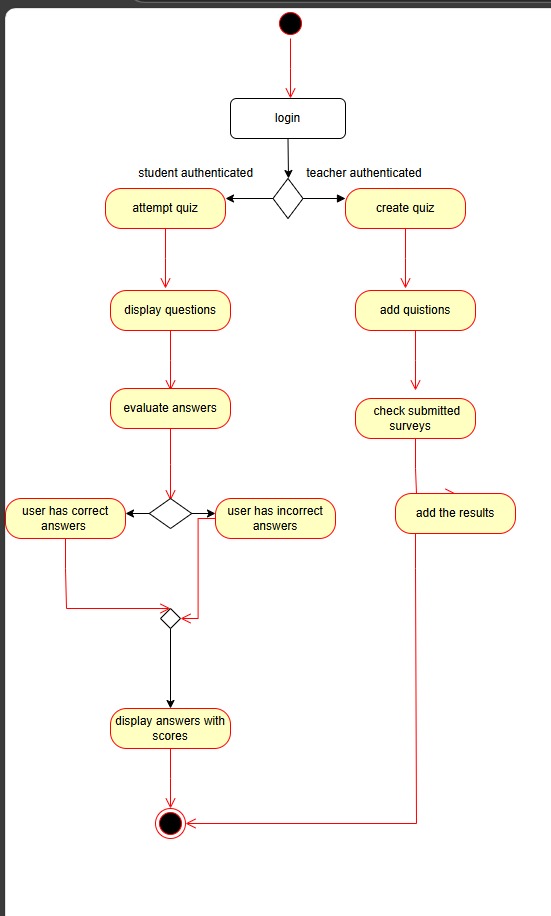 login
student authenticated
teacher authenticated
attempt quiz
create quiz
display questions
add quistions
evaluate answers
check submitted
surveys
user has correct
answers
user has incorrect
answers
add the results
display answers with
scores